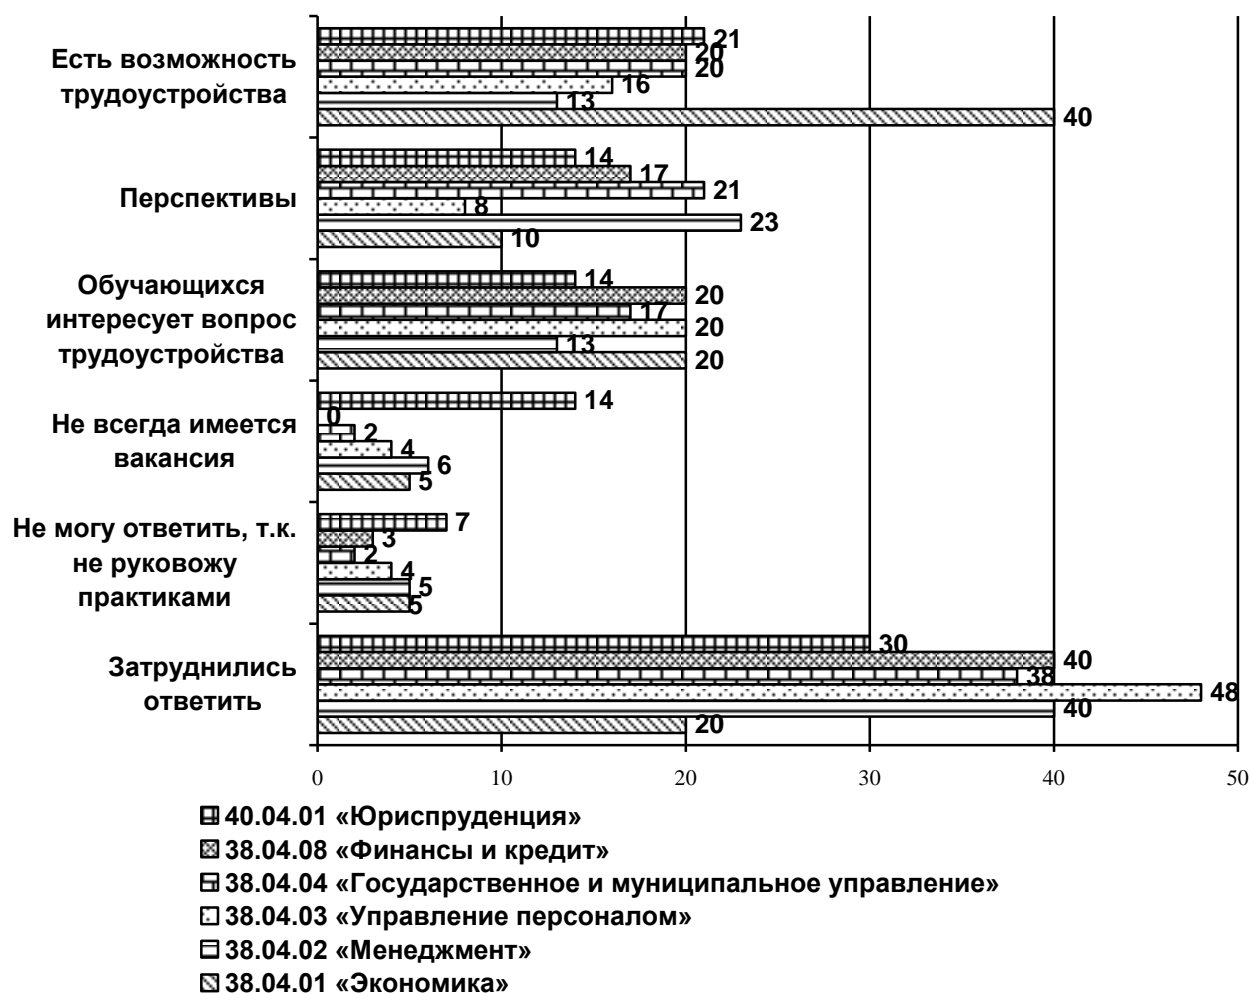 Есть возможность
трудоустройства
21
20
20
16
13
40
Перспективы
14
17
21
8
23
10
Обучающихся
интересует вопрос
трудоустройства
14
20
17
20
13
20
Не всегда имеется
вакансия
14
0
2
4
6
5
Не могу ответить, т.к.
не руковожу
практиками
7
3
2
4
5
5
Затруднились
ответить
30
40
38
48
40
20
0 10 20 30 40 50
40.04.01 «Юриспруденция»
38.04.08 «Финансы и кредит»
38.04.04 «Государственное и муниципальное управление»
38.04.03 «Управление персоналом»
38.04.02 «Менеджмент»
38.04.01 «Экономика»